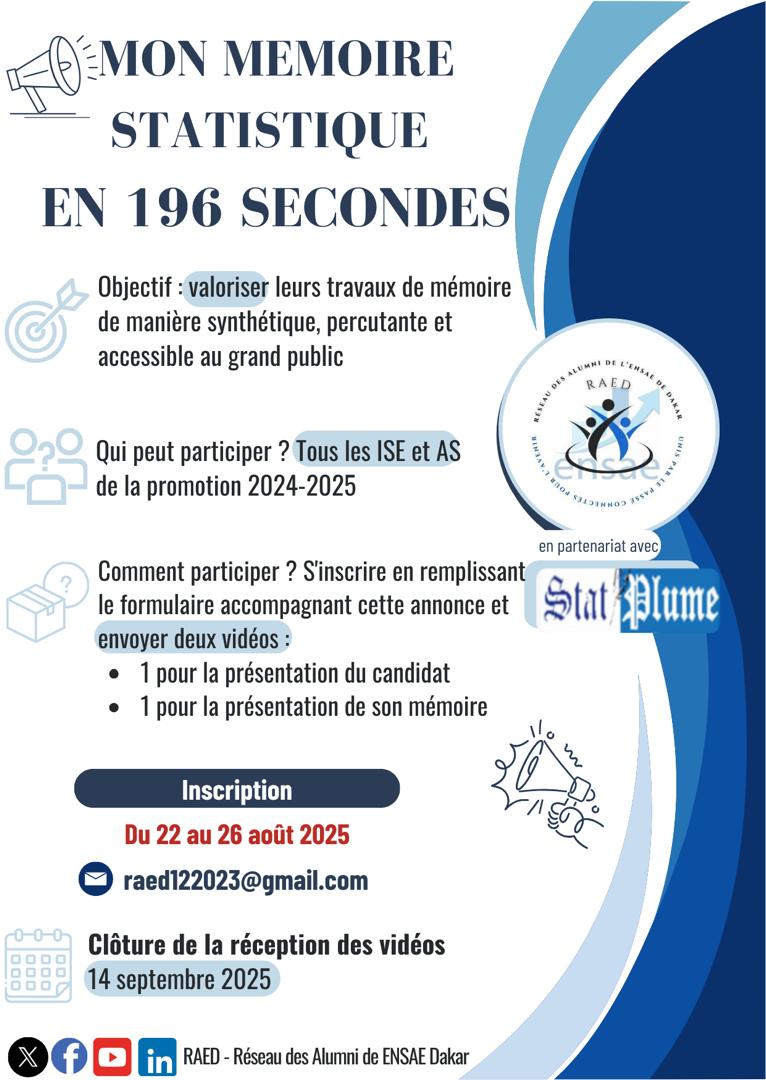 MON MEMOIRE
STATISTIQUE
EN 196 SECONDES
Objectif : valoriser leurs travaux de mémoire
de manière synthétique, percutante et
accessible au grand public
RÉSEAU DES ALUMNI DE L'ENSAE DE DAKAR
RAED
ensae
UNIS PAR LE PASSÉ CONNECTÉS POUR L'AVENIR
Qui peut participer ? Tous les ISE et AS
de la promotion 2024-2025
en partenariat avec
Stat Plume
Comment participer ? S'inscrire en remplissant
le formulaire accompagnant cette annonce et
envoyer deux vidéos :
• 1 pour la présentation du candidat
• 1 pour la présentation de son mémoire
Inscription
Du 22 au 26 août 2025
raed122023@gmail.com
Clôture de la réception des vidéos
14 septembre 2025
RAED - Réseau des Alumni de ENSAE Dakar